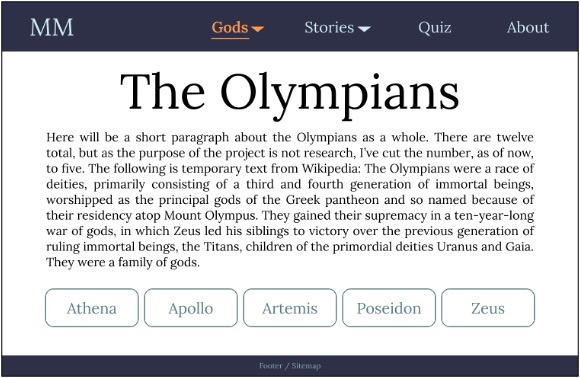 MM Gods Stories Quiz About
The Olympians
Here will be a short paragraph about the Olympians as a whole. There are twelve
total, but as the purpose of the project is not research, I've cut the number, as of now,
to five. The following is temporary text from Wikipedia: The Olympians were a race of
deities, primarily consisting of a third and fourth generation of immortal beings,
worshipped as the principal gods of the Greek pantheon and so named because of
their residency atop Mount Olympus. They gained their supremacy in a ten-year-long
war of gods, in which Zeus led his siblings to victory over the previous generation of
ruling immortal beings, the Titans, children of the primordial deities Uranus and Gaia.
They were a family of gods.
Athena Apollo Artemis Poseidon Zeus
Footer / Sitemap